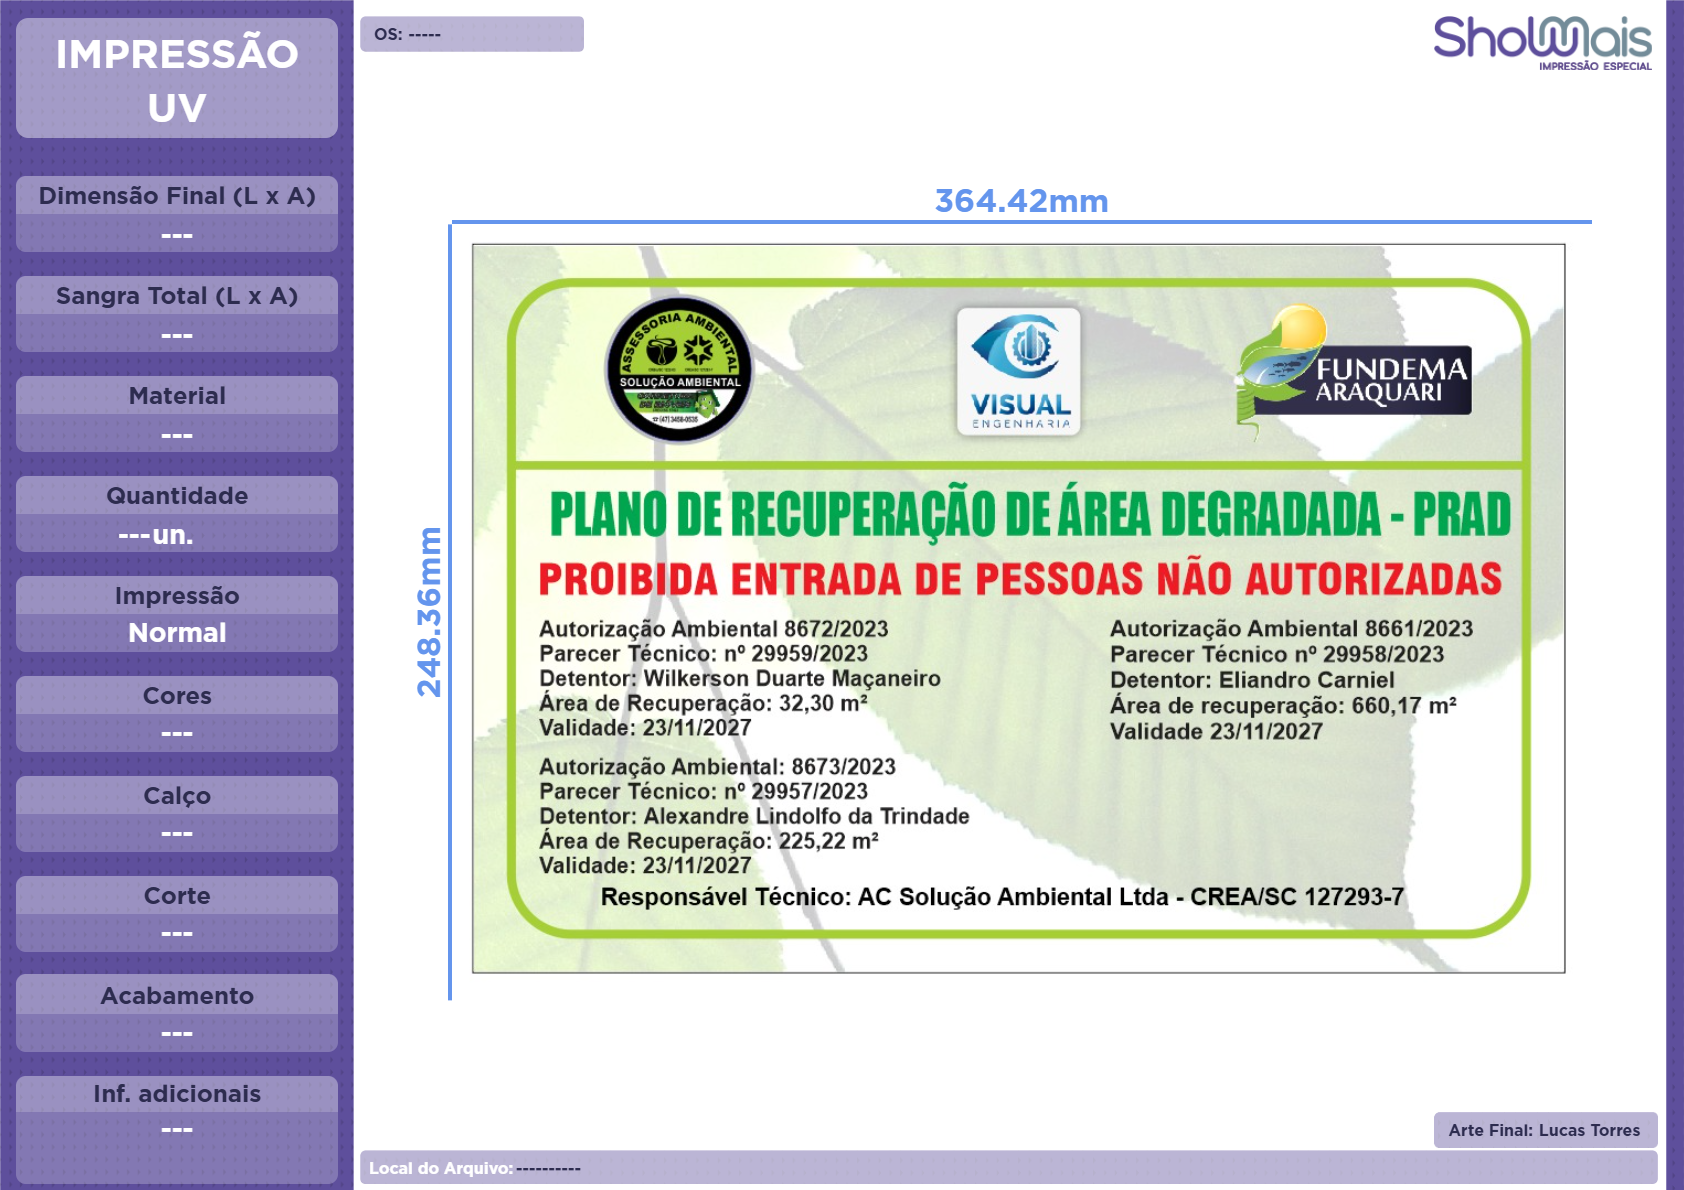 IMPRESSÃO
UV
OS: -----
ShowMais
IMPRESSÃO ESPECIAL
Dimensão Final (L x A)
---
Sangra Total (L x A)
---
Material
---
Quantidade
---un.
Impressão
Normal
Cores
---
Calço
---
Corte
---
Acabamento
---
Inf. adicionais
---
364.42mm
248.36mm
ASSESSORIA AMBIENTAL
SOLUÇÃO AMBIENTAL
(47) 3458-0535
VISUAL
ENGENHARIA
FUNDEMA
ARAQUARI
PLANO DE RECUPERAÇÃO DE ÁREA DEGRADADA - PRAD
PROIBIDA ENTRADA DE PESSOAS NÃO AUTORIZADAS
Autorização Ambiental 8672/2023
Parecer Técnico: nº 29959/2023
Detentor: Wilkerson Duarte Maçaneiro
Área de Recuperação: 32,30 m²
Validade: 23/11/2027
Autorização Ambiental 8661/2023
Parecer Técnico nº 29958/2023
Detentor: Eliandro Carniel
Área de recuperação: 660,17 m²
Validade 23/11/2027
Autorização Ambiental: 8673/2023
Parecer Técnico: nº 29957/2023
Detentor: Alexandre Lindolfo da Trindade
Área de Recuperação: 225,22 m²
Validade: 23/11/2027
Responsável Técnico: AC Solução Ambiental Ltda - CREA/SC 127293-7
Arte Final: Lucas Torres
Local do Arquivo: ----------